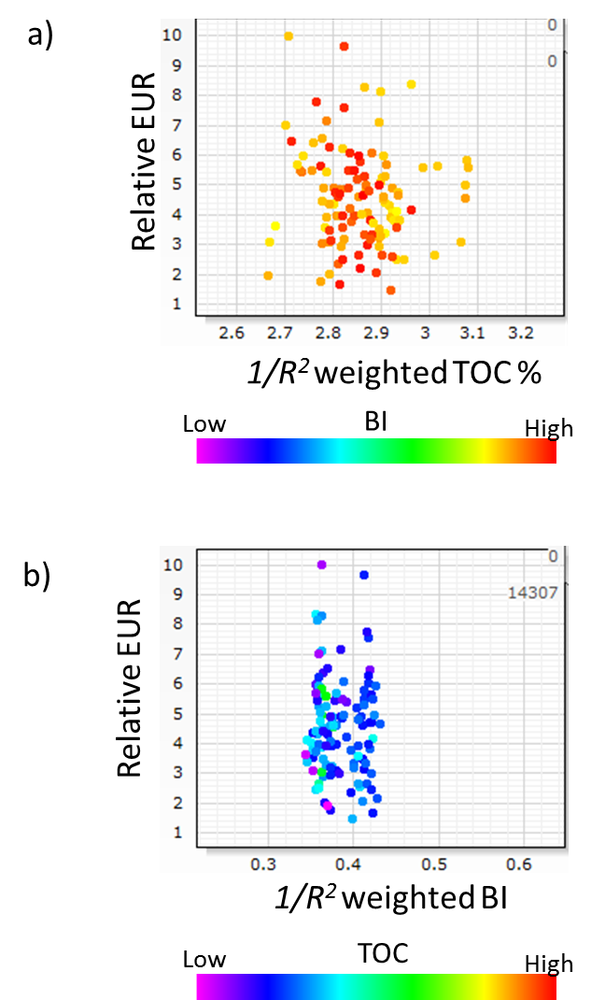 a)
0
0
10
9
8
7
6
5
4
3
2
1
Relative EUR
2.6 2.7 2.8 2.9 3 3.1 3.2
1/R² weighted TOC %
BI
Low High
b)
0
14307
10
9
8
7
6
5
4
3
2
1
Relative EUR
0.3 0.4 0.5 0.6
1/R² weighted BI
TOC
Low High